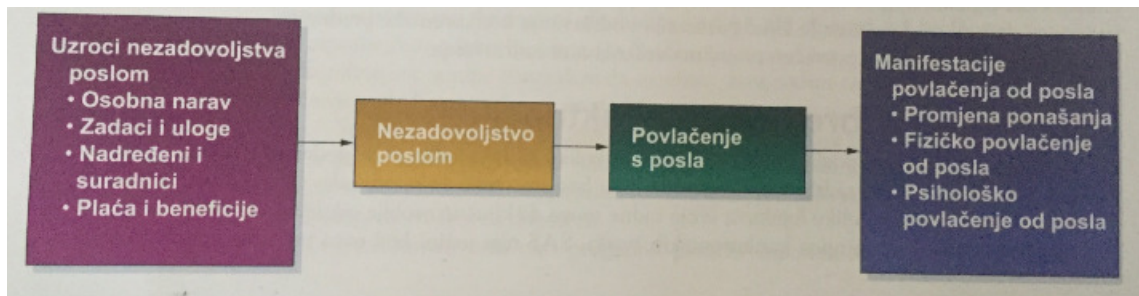 Uzroci nezadovoljstva
poslom
• Osobna narav
• Zadaci i uloge
• Nadređeni i
suradnici
• Plaća i beneficije
Nezadovoljstvo
poslom
Povlačenje
s posla
Manifestacije
povlačenja od posla
• Promjena ponašanja
• Fizičko povlačenje
od posla
• Psihološko
povlačenje od posla